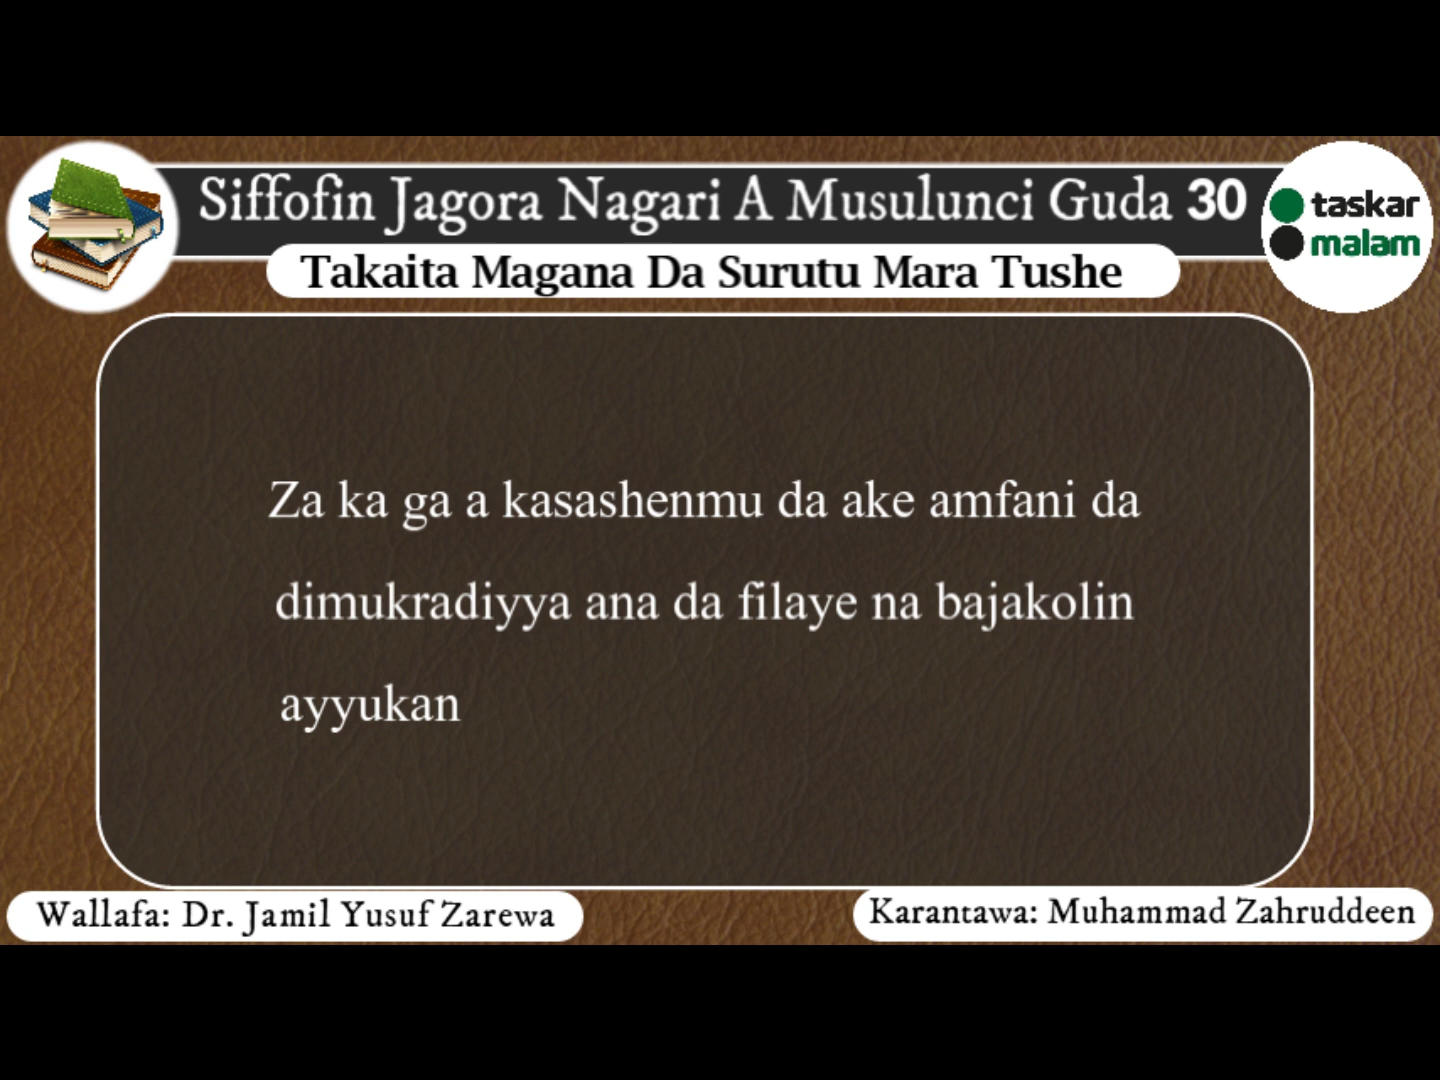 Siffofin Jagora Nagari A Musulunci Guda 30
taskar
malam
Takaita Magana Da Surutu Mara Tushe
Za ka ga a kasashenmu da ake amfani da
dimukradiyya ana da filaye na bajakolin
ayyukan
Wallafa: Dr. Jamil Yusuf Zarewa
Karantawa: Muhammad Zahruddeen